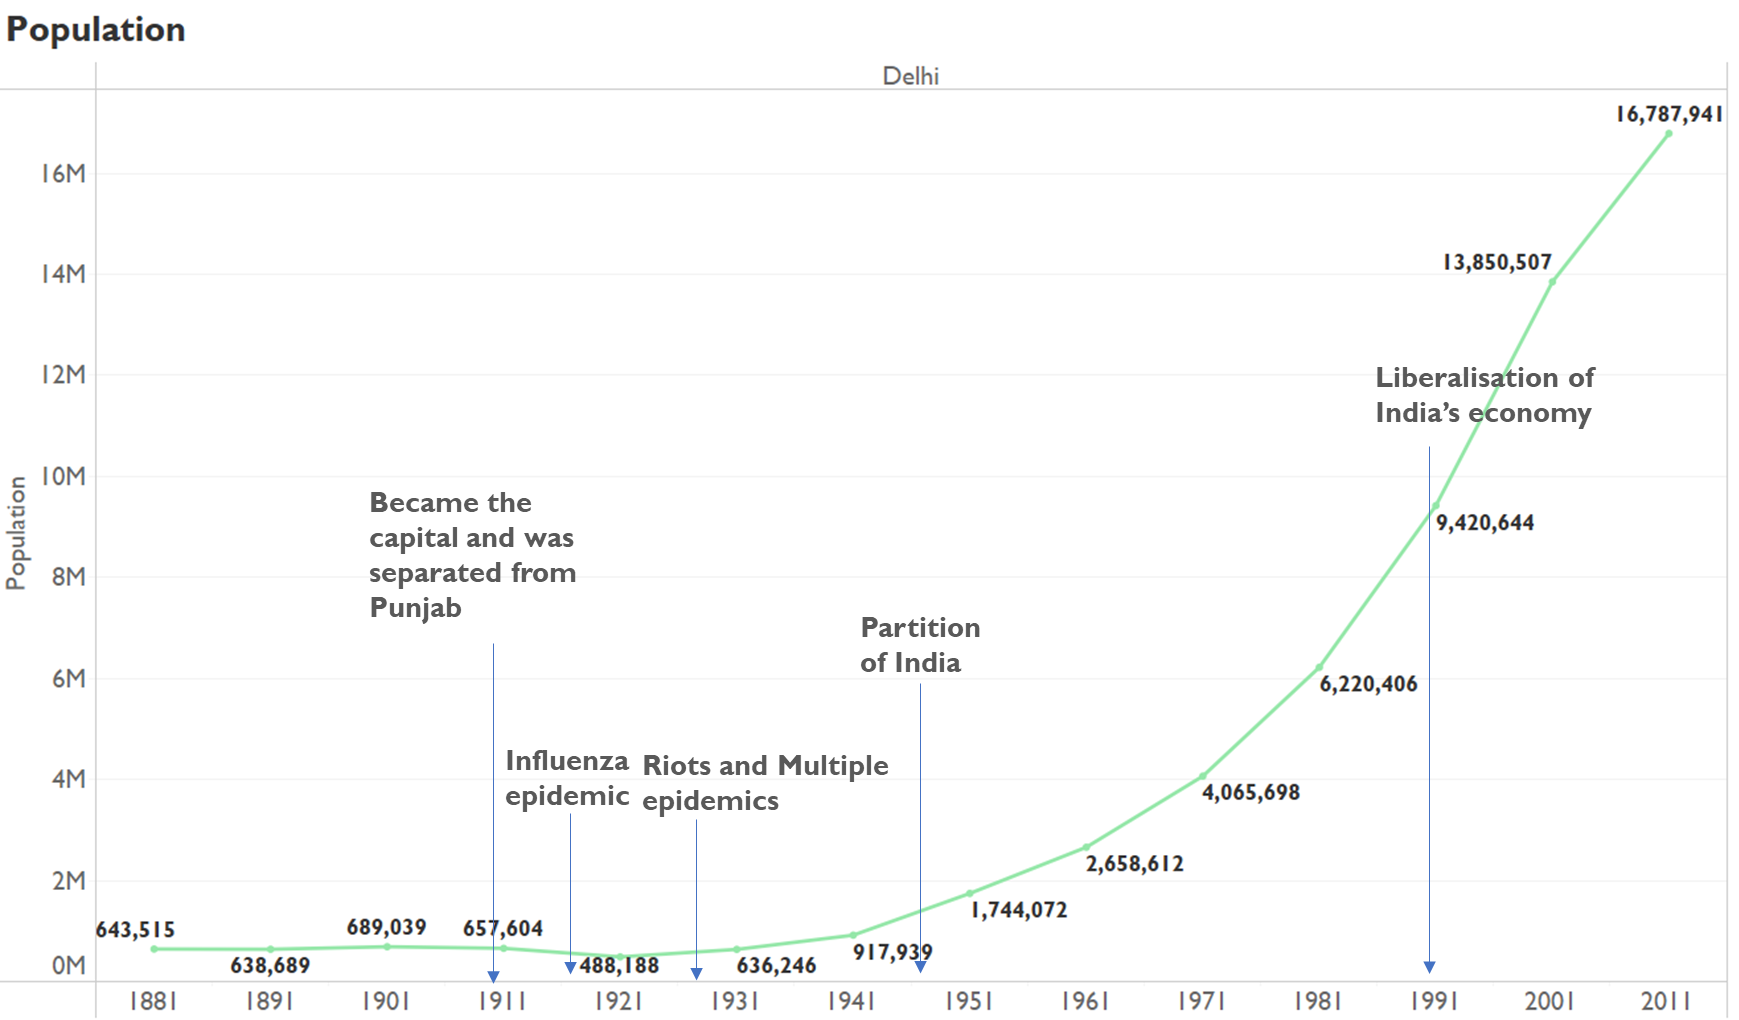 Population
Delhi
16,787,941
16M
13,850,507
14M
12M
Liberalisation of
India’s economy
10M
Became the
capital and was
separated from
Punjab
9,420,644
Population
8M
Partition
of India
6M
6,220,406
Influenza
epidemic
Riots and Multiple
epidemics
4M
4,065,698
2,658,612
2M
1,744,072
643,515
689,039
657,604
917,939
0M
638,689
488,188
636,246
1881 1891 1901 1911 1921 1931 1941 1951 1961 1971 1981 1991 2001 2011